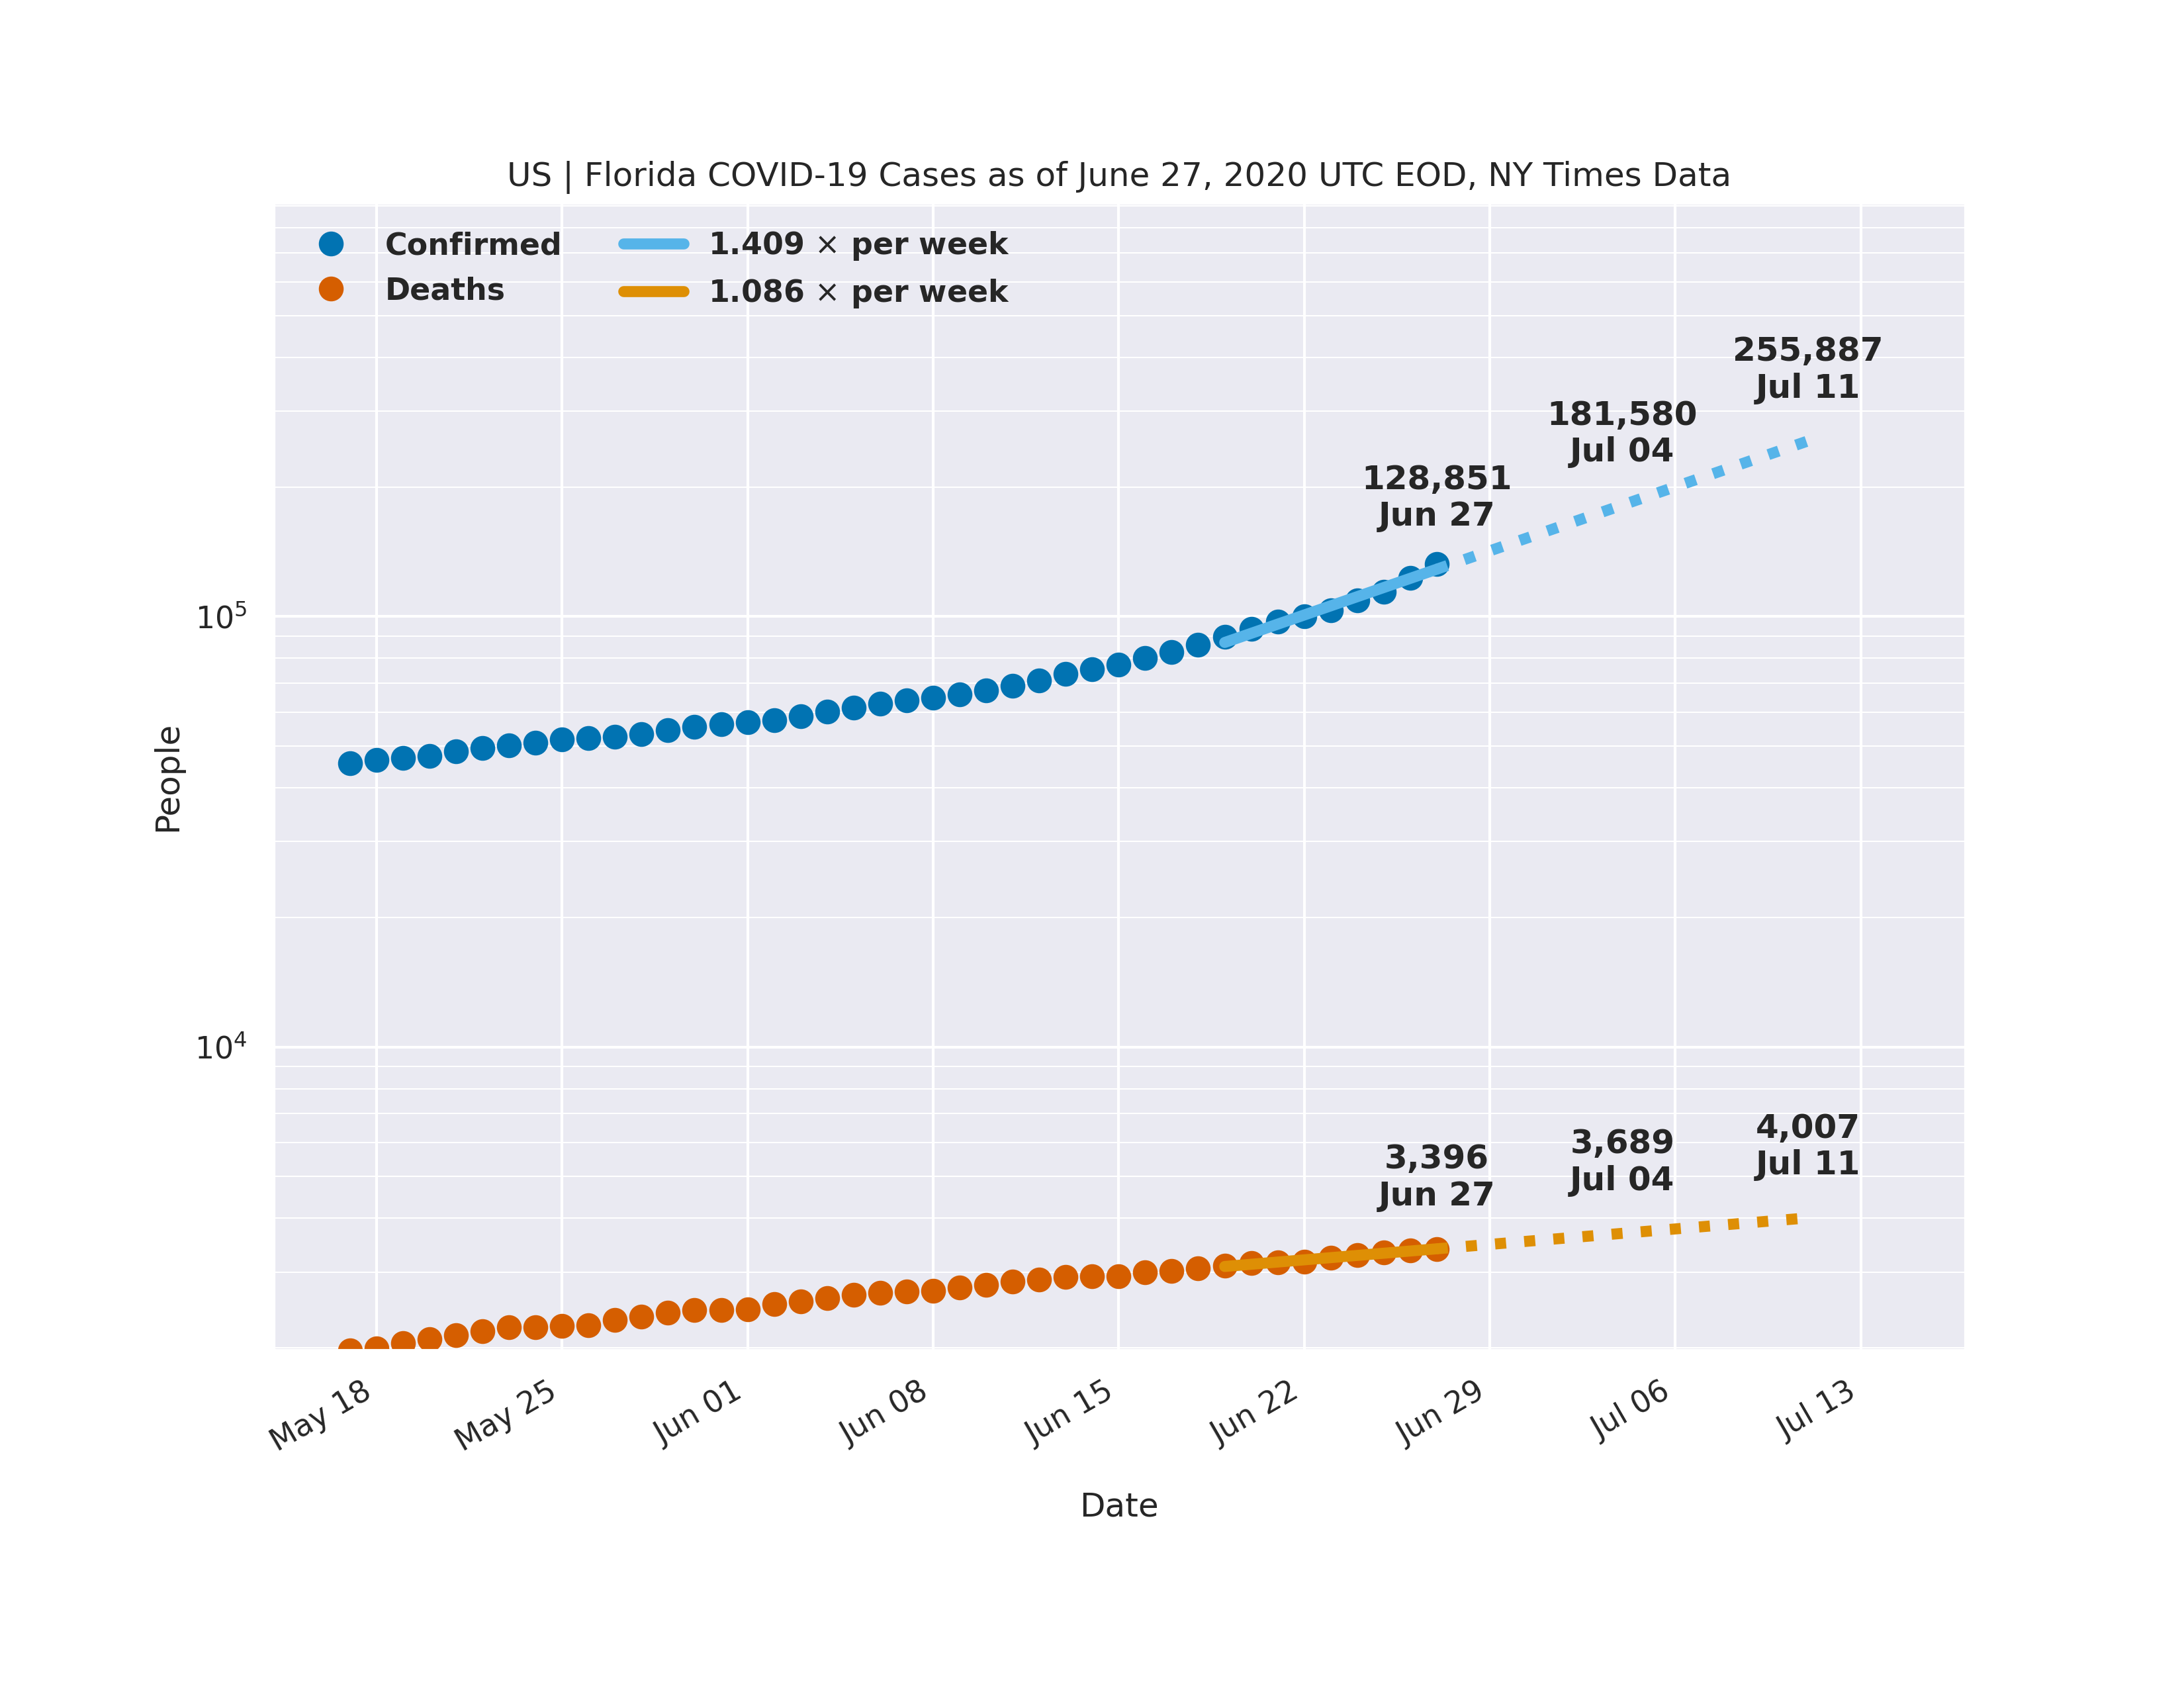 US | Florida COVID-19 Cases as of June 27, 2020 UTC EOD, NY Times Data
Confirmed
Deaths
1.409 × per week
1.086 × per week
255,887
Jul 11
181,580
Jul 04
128,851
Jun 27
10⁵
10⁴
People
4,007
Jul 11
3,689
Jul 04
3,396
Jun 27
May 18
May 25
Jun 01
Jun 08
Jun 15
Jun 22
Jun 29
Jul 06
Jul 13
Date